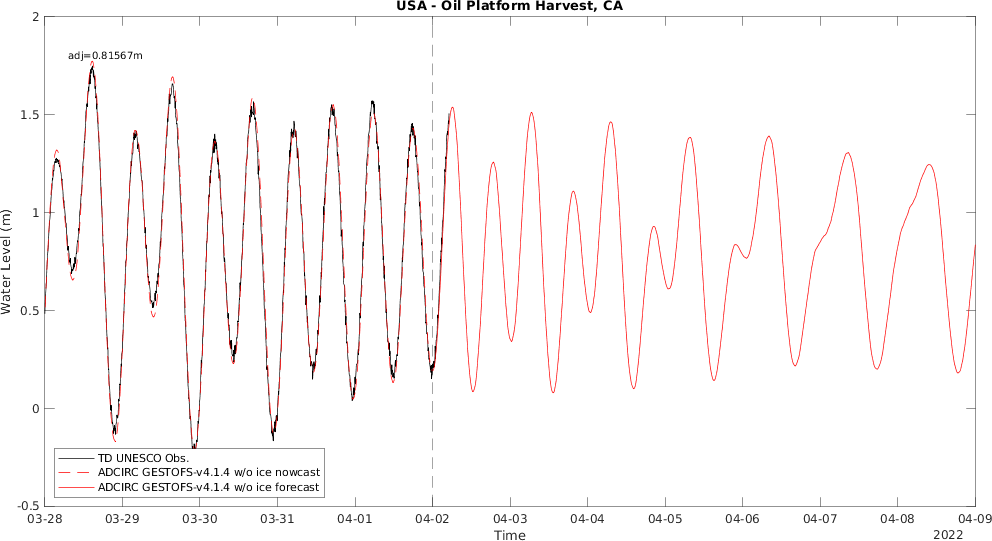 USA - Oil Platform Harvest, CA
adj=0.81567m
Water Level (m)
2
1.5
1
0.5
0
-0.5
TD UNESCO Obs.
ADCIRC GESTOFS-v4.1.4 w/o ice nowcast
ADCIRC GESTOFS-v4.1.4 w/o ice forecast
03-28 03-29 03-30 03-31 04-01 04-02 04-03 04-04 04-05 04-06 04-07 04-08 04-09
Time
2022